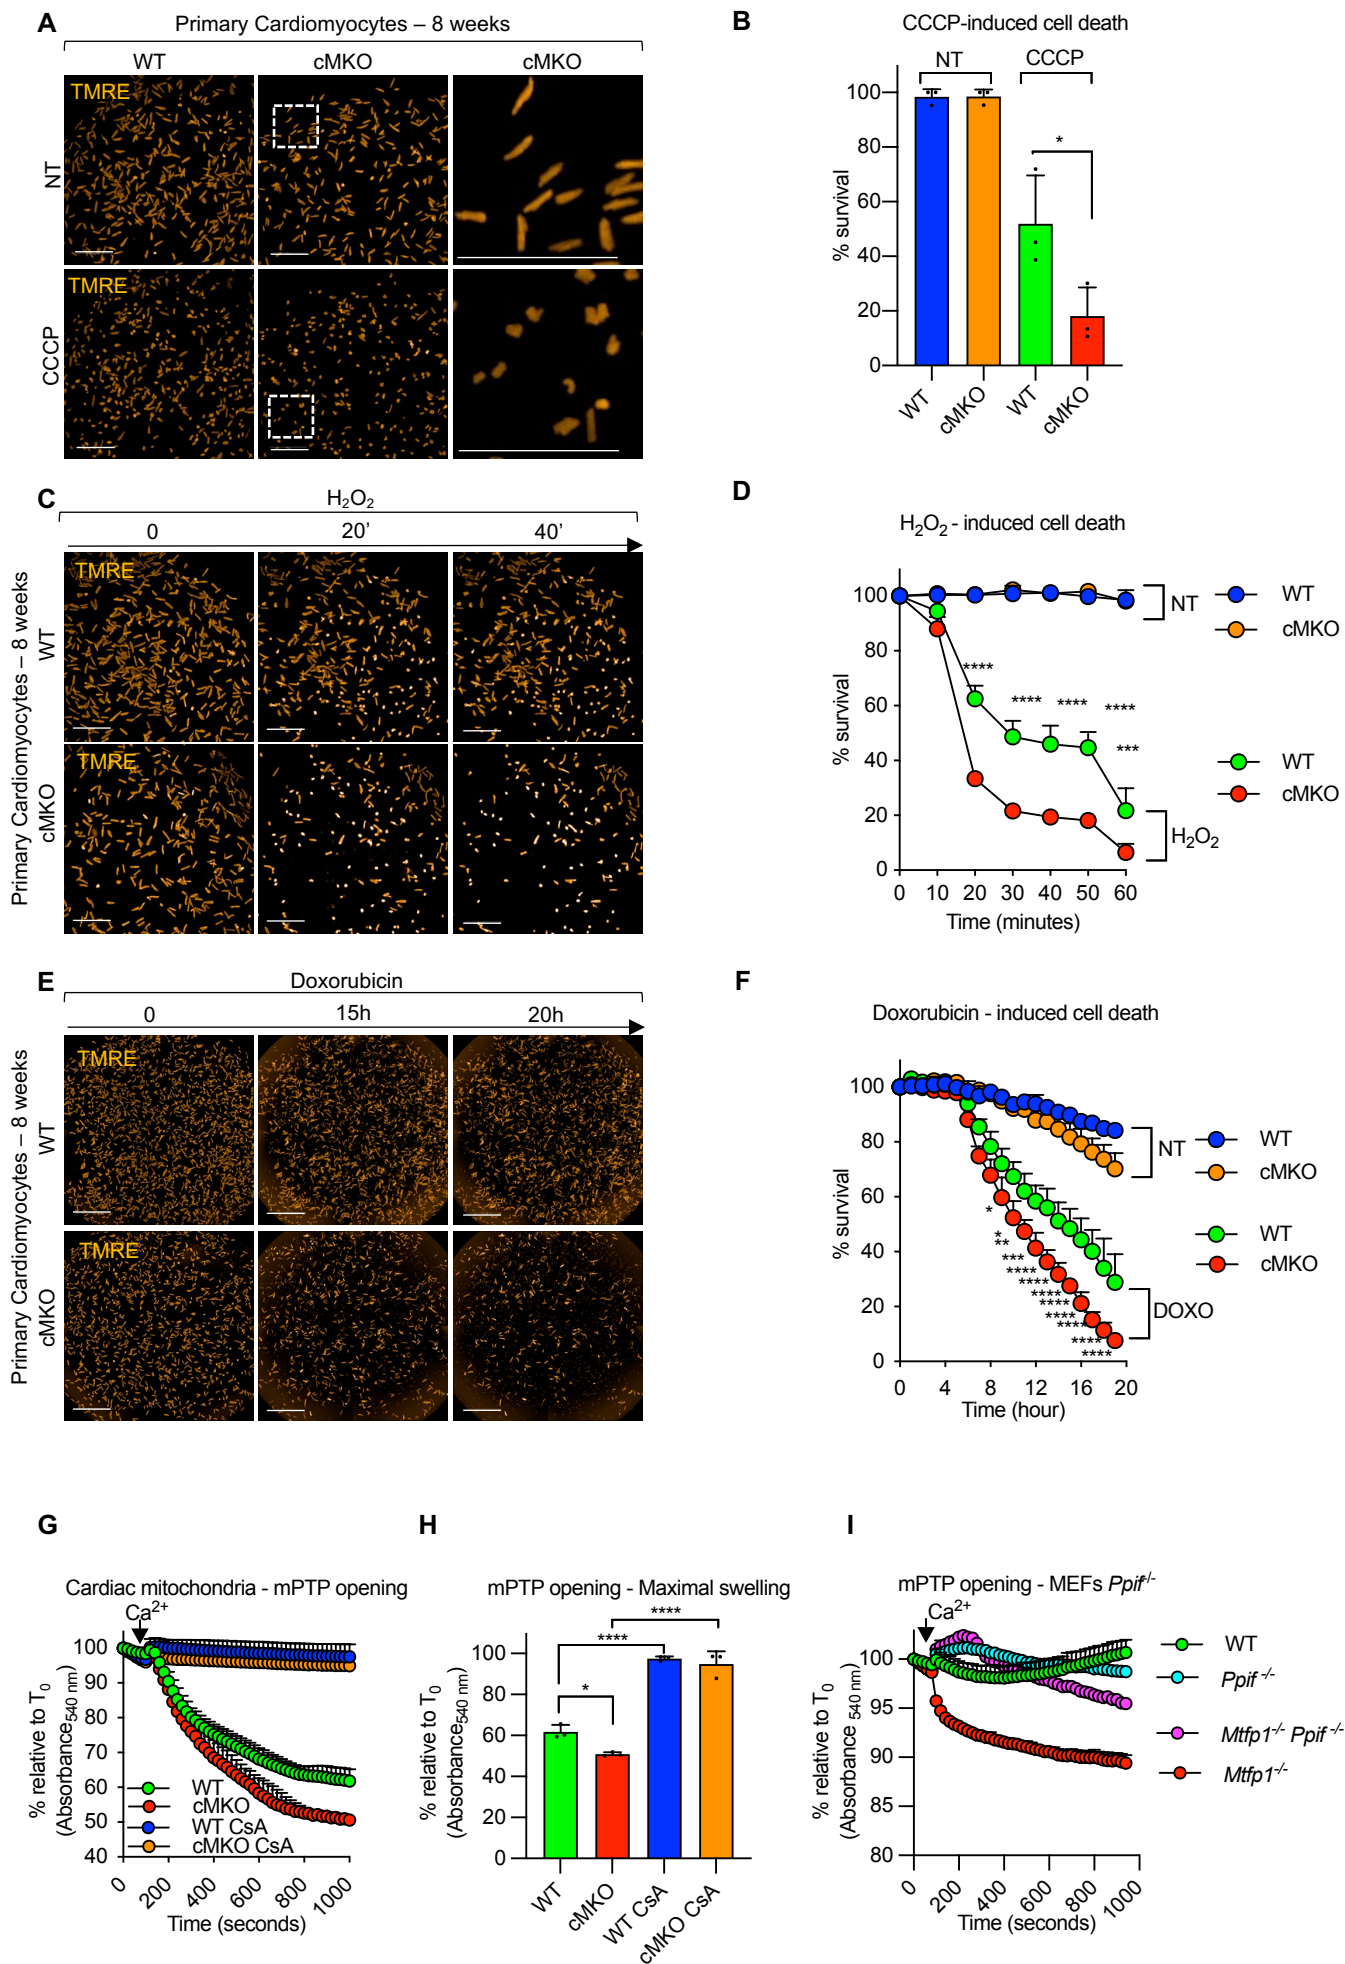 A
Primary Cardiomyocytes – 8 weeks
WT
cMKO
cMKO
TMRE
NT
TMRE
CCCP
B
CCCP-induced cell death
NT
CCCP
*
% survival
100
80
60
40
20
0
WT
cMKO
WT
cMKO
C
H₂O₂
0
20’
40’
Primary Cardiomyocytes – 8 weeks
WT
cMKO
TMRE
TMRE
D
H₂O₂ - induced cell death
% survival
100
80
60
40
20
0
****
****
****
****
***
0
10
20
30
40
50
60
Time (minutes)
NT
WT
cMKO
WT
cMKO
H₂O₂
E
Doxorubicin
0
15h
20h
Primary Cardiomyocytes – 8 weeks
WT
cMKO
TMRE
TMRE
F
Doxorubicin - induced cell death
% survival
100
80
60
40
20
0
*
*
**
***
****
****
****
****
****
****
****
****
0
4
8
12
16
20
Time (hour)
NT
WT
cMKO
WT
cMKO
DOXO
G
Cardiac mitochondria - mPTP opening
Ca²⁺
% relative to T₀
(Absorbance₅₄₀ ₙₘ)
100
90
80
70
60
50
40
WT
cMKO
WT CsA
cMKO CsA
0
200
400
600
800
1000
Time (seconds)
H
mPTP opening - Maximal swelling
****
****
*
% relative to T₀
(Absorbance₅₄₀ ₙₘ)
100
80
60
40
20
0
WT
cMKO
WT CsA
cMKO CsA
I
mPTP opening - MEFs Ppif⁻/⁻
Ca²⁺
% relative to T₀
(Absorbance ₅₄₀ ₙₘ)
100
95
90
85
80
0
200
400
600
800
1000
Time (seconds)
WT
Ppif ⁻/⁻
Mtfp1⁻/⁻ Ppif ⁻/⁻
Mtfp1⁻/⁻